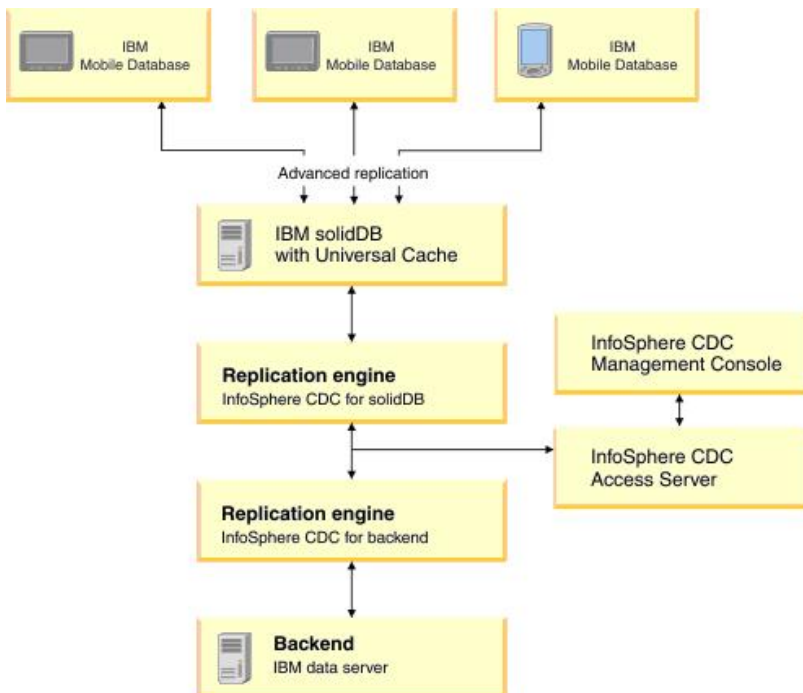 IBM
Mobile Database
IBM
Mobile Database
IBM
Mobile Database
Advanced replication
IBM solidDB
with Universal Cache
Replication engine
InfoSphere CDC for solidDB
InfoSphere CDC
Management Console
InfoSphere CDC
Access Server
Replication engine
InfoSphere CDC for backend
Backend
IBM data server